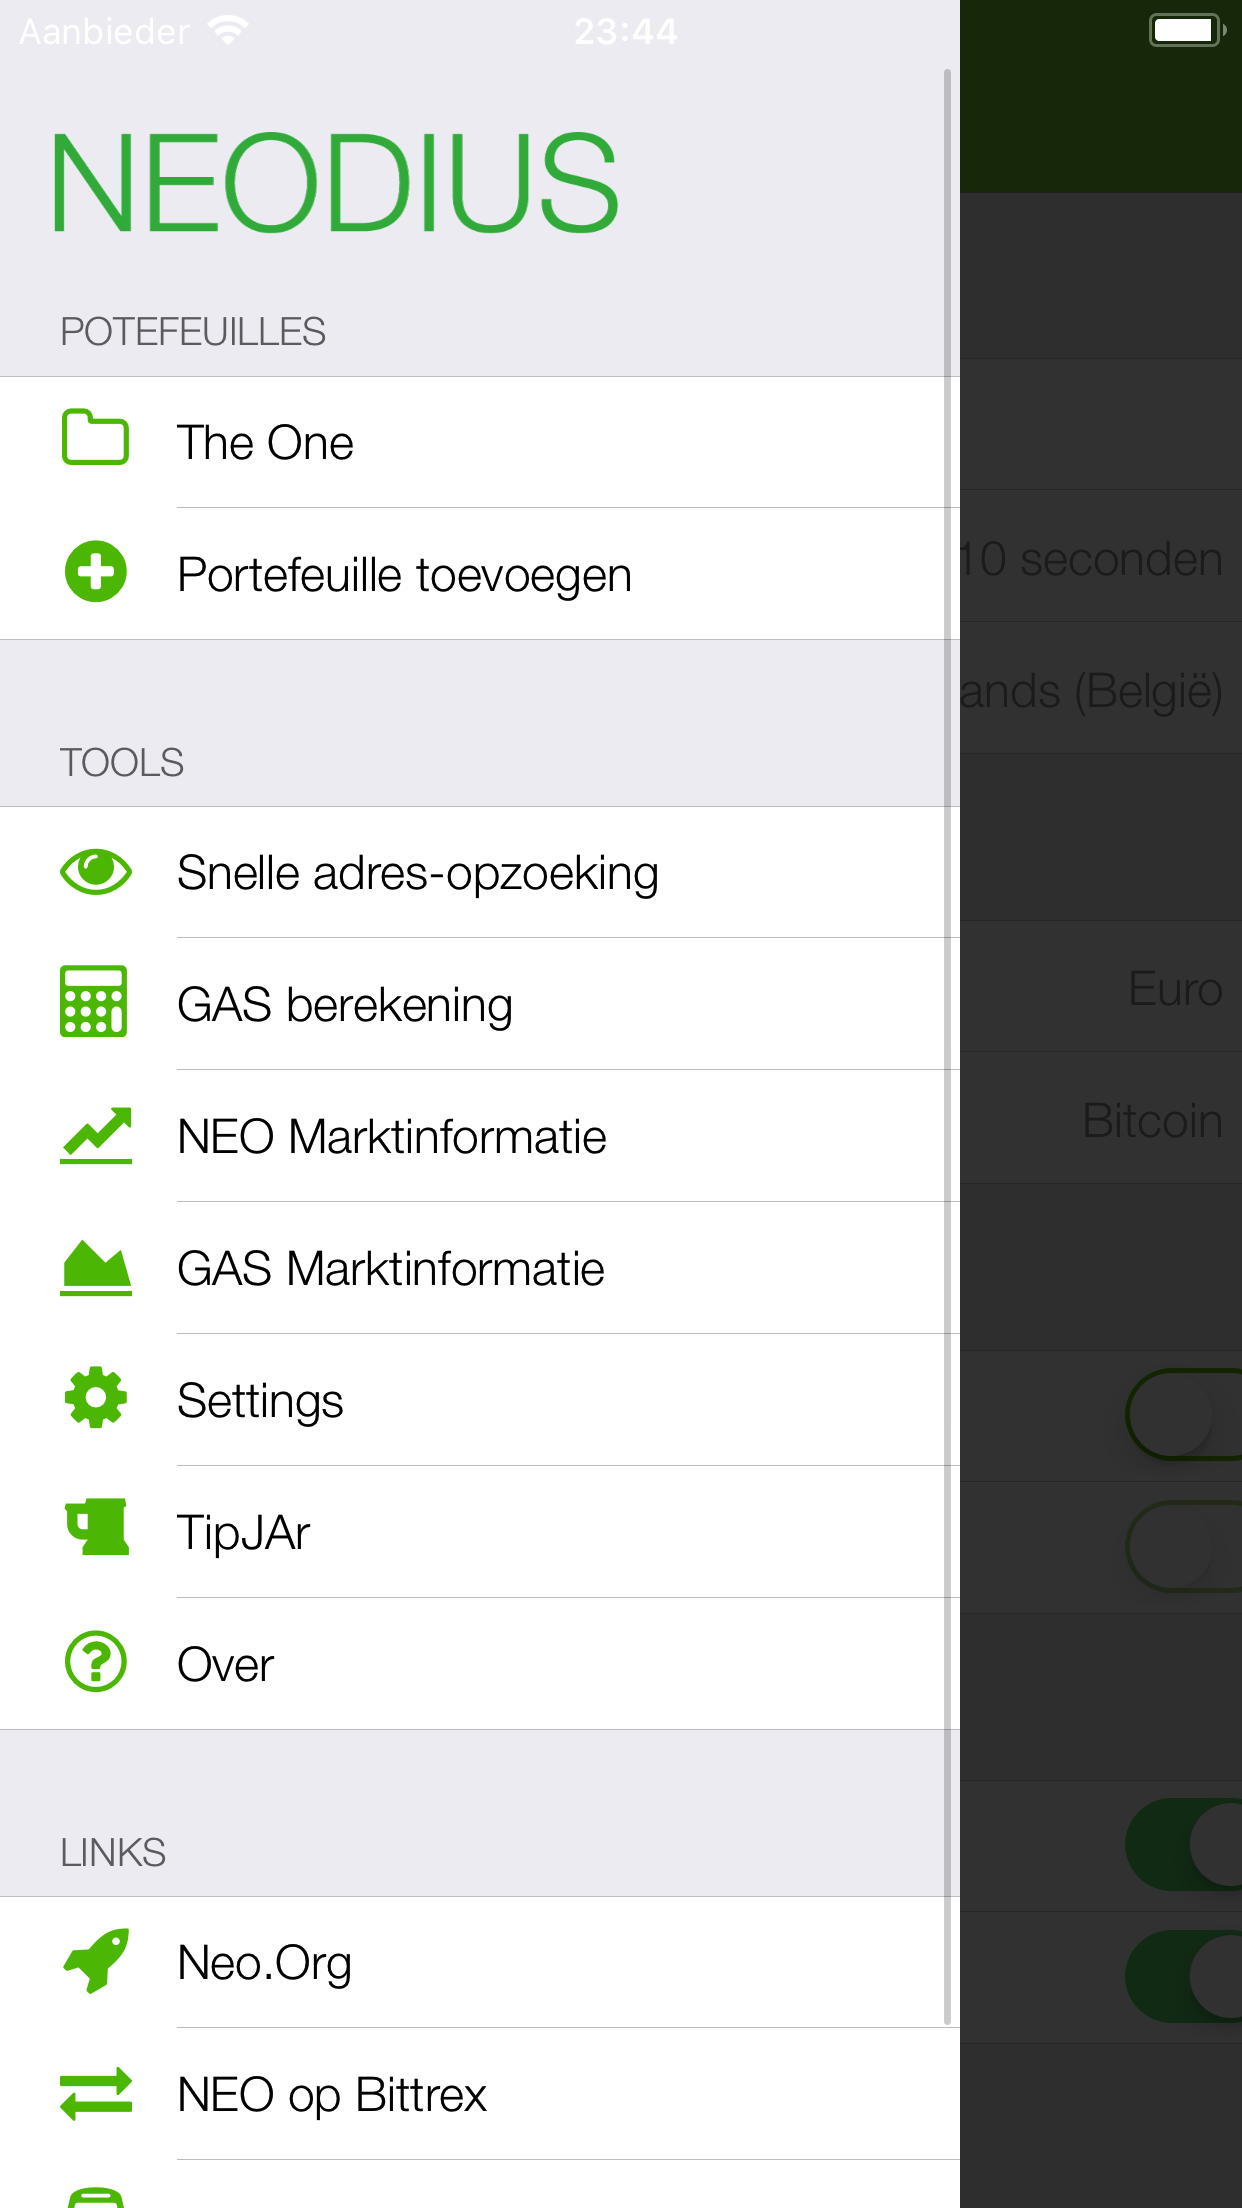 Aanbieder 23:44
NEODIUS
POTEFEUILLES
The One
Portefeuille toevoegen
10 seconden
ands (België)
TOOLS
Snelle adres-opzoeking
GAS berekening
Euro
NEO Marktinformatie
Bitcoin
GAS Marktinformatie
Settings
TipJAr
Over
LINKS
Neo.Org
NEO op Bittrex